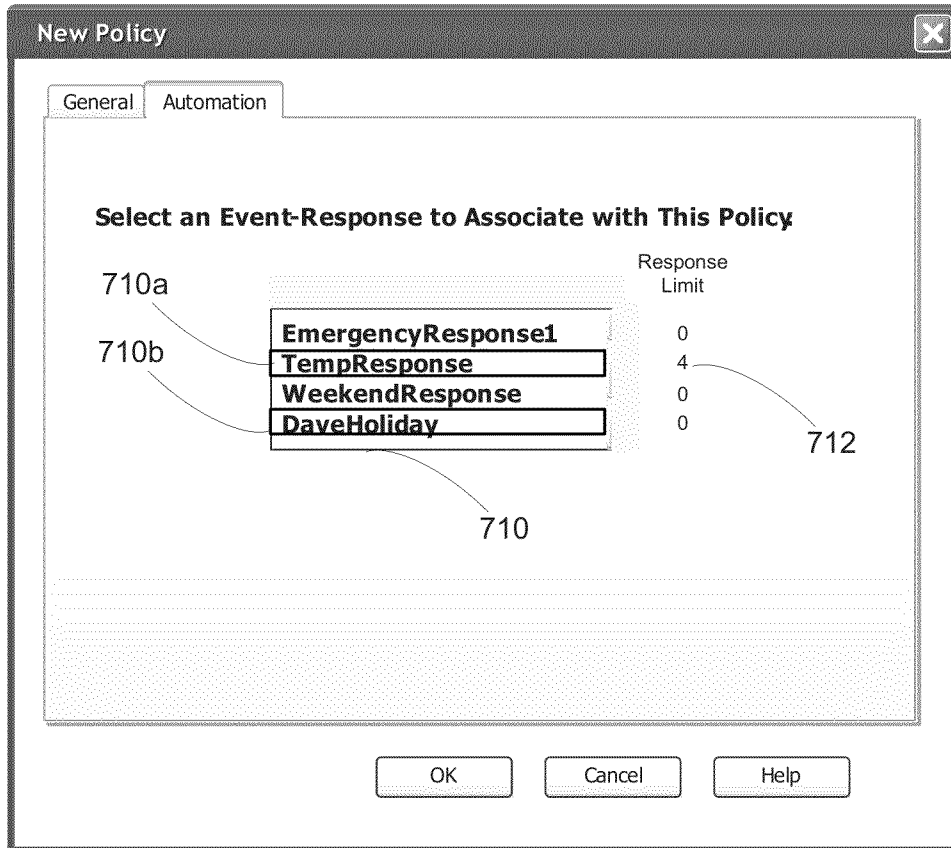 New Policy
General Automation
Select an Event-Response to Associate with This Policy.
Response
Limit
710a
EmergencyResponse1 0
TempResponse 4
710b
WeekendResponse 0
DaveHoliday 0
712
710
OK Cancel Help